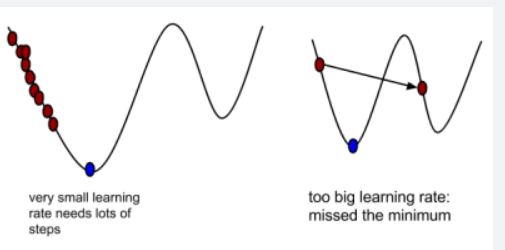 very small learning
rate needs lots of
steps
too big learning rate:
missed the minimum